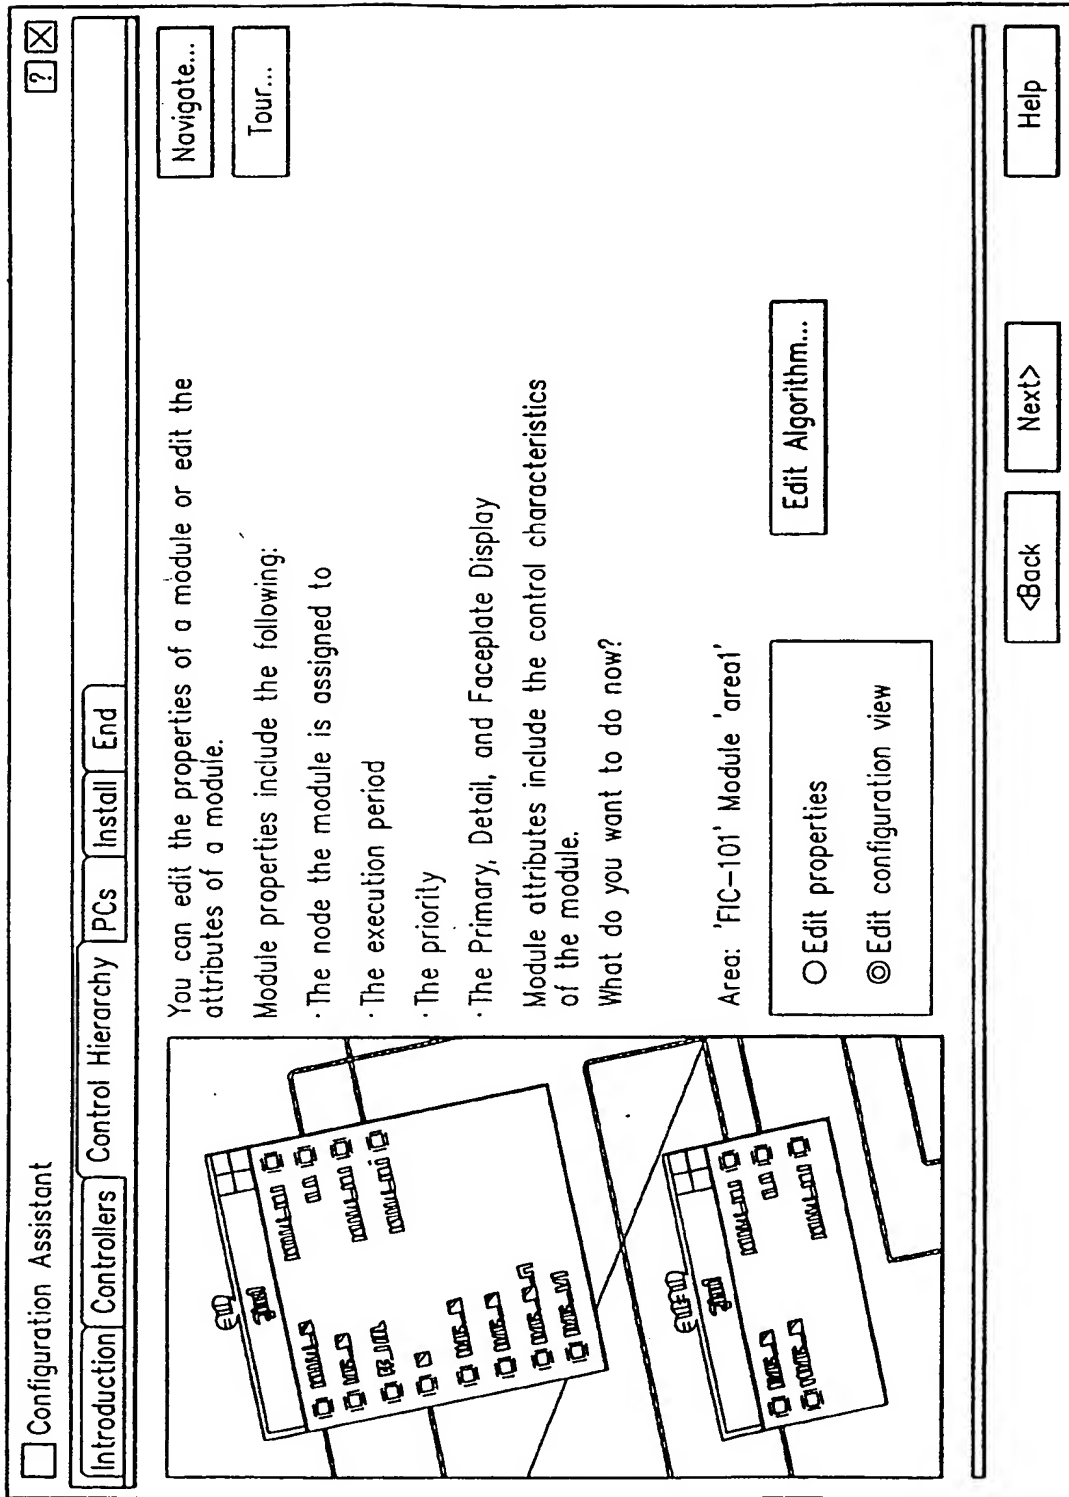 Configuration Assistant
? X
Introduction Controllers Control Hierarchy PCs Install End
You can edit the properties of a module or edit the
attributes of a module.
Module properties include the following:
· The node the module is assigned to
· The execution period
· The priority
· The Primary, Detail, and Faceplate Display
Module attributes include the control characteristics
of the module.
What do you want to do now?
Area: 'FIC-101' Module 'area1'
Edit properties
Edit configuration view
Edit Algorithm...
Navigate...
Tour...
<Back
Next>
Help